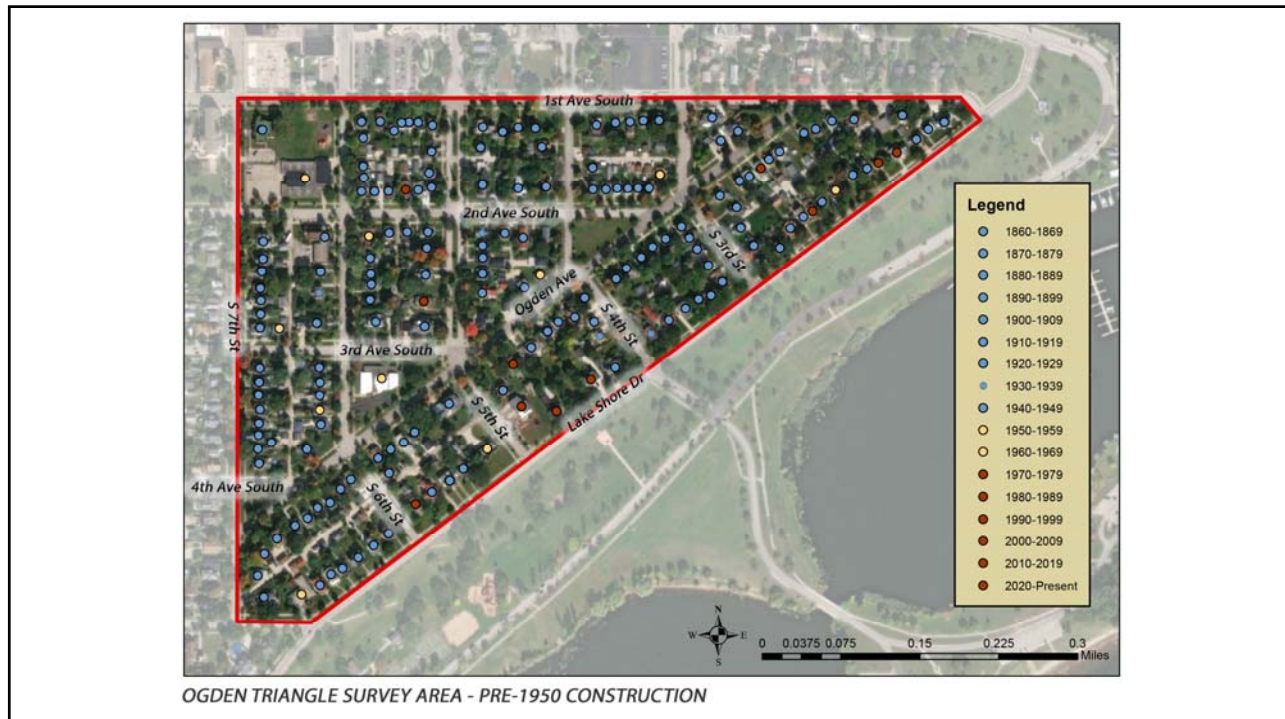 1st Ave South
2nd Ave South
S 3rd St
Ogden Ave
S 4th St
S 7th St
3rd Ave South
Lake Shore Dr
S 5th St
4th Ave South
S 6th St
Legend
1860-1869
1870-1879
1880-1889
1890-1899
1900-1909
1910-1919
1920-1929
1930-1939
1940-1949
1950-1959
1960-1969
1970-1979
1980-1989
1990-1999
2000-2009
2010-2019
2020-Present
N
W E
S
0 0.0375 0.075 0.15 0.225 0.3
Miles
OGDEN TRIANGLE SURVEY AREA - PRE-1950 CONSTRUCTION